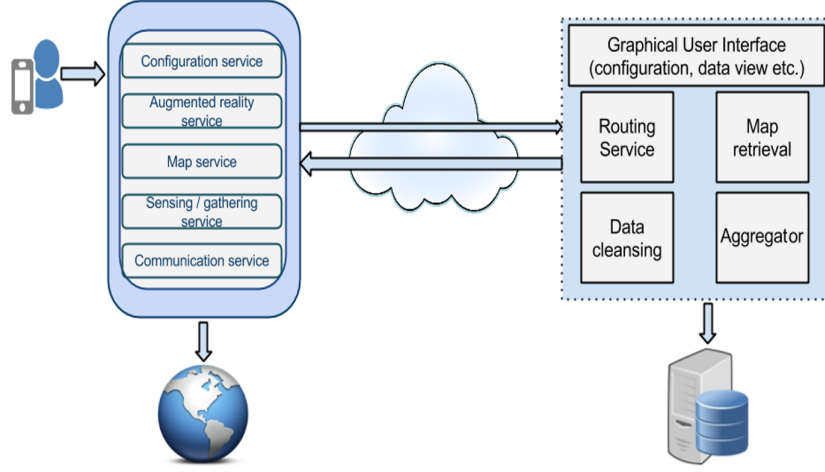 Configuration service
Augmented reality
service
Map service
Sensing / gathering
service
Communication service
Graphical User Interface
(configuration, data view etc.)
Routing
Service
Map
retrieval
Data
cleansing
Aggregator